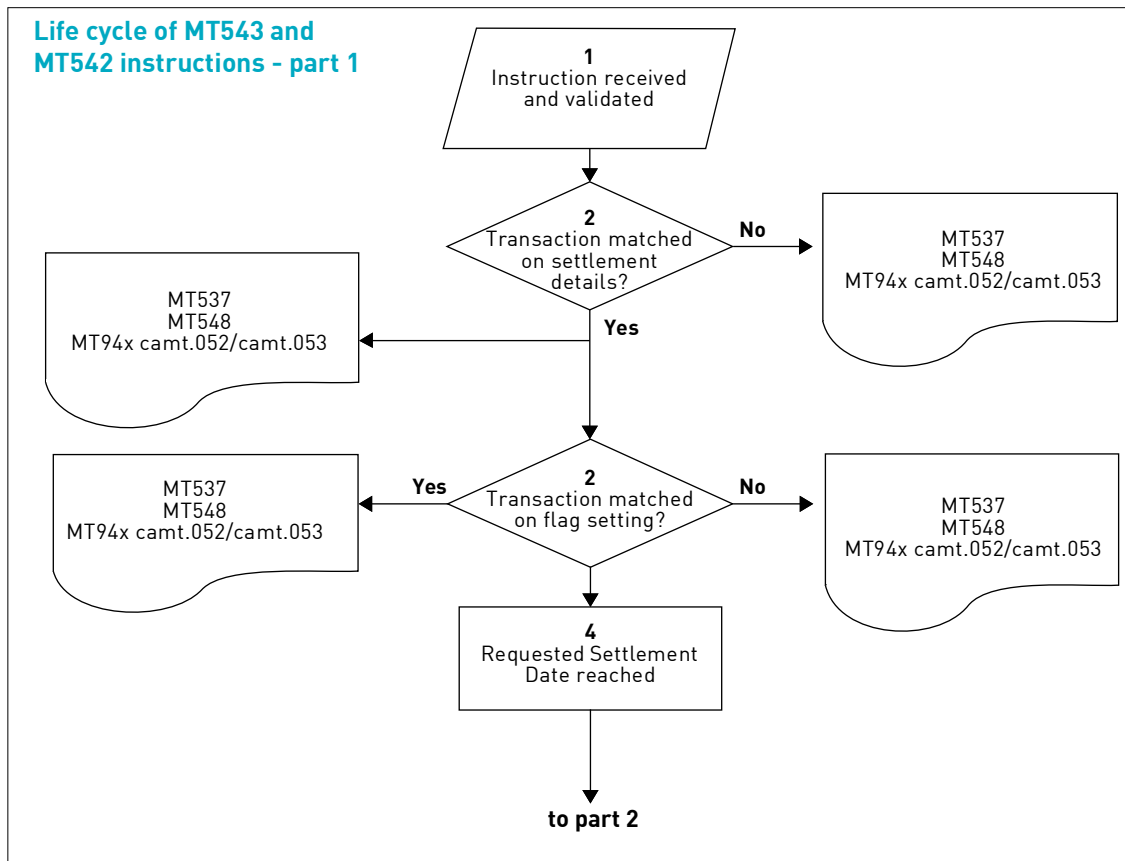 Life cycle of MT543 and
MT542 instructions - part 1
1
Instruction received
and validated
2
Transaction matched
on settlement
details?
No
MT537
MT548
MT94x camt.052/camt.053
Yes
MT537
MT548
MT94x camt.052/camt.053
2
Transaction matched
on flag setting?
Yes
No
MT537
MT548
MT94x camt.052/camt.053
MT537
MT548
MT94x camt.052/camt.053
4
Requested Settlement
Date reached
to part 2